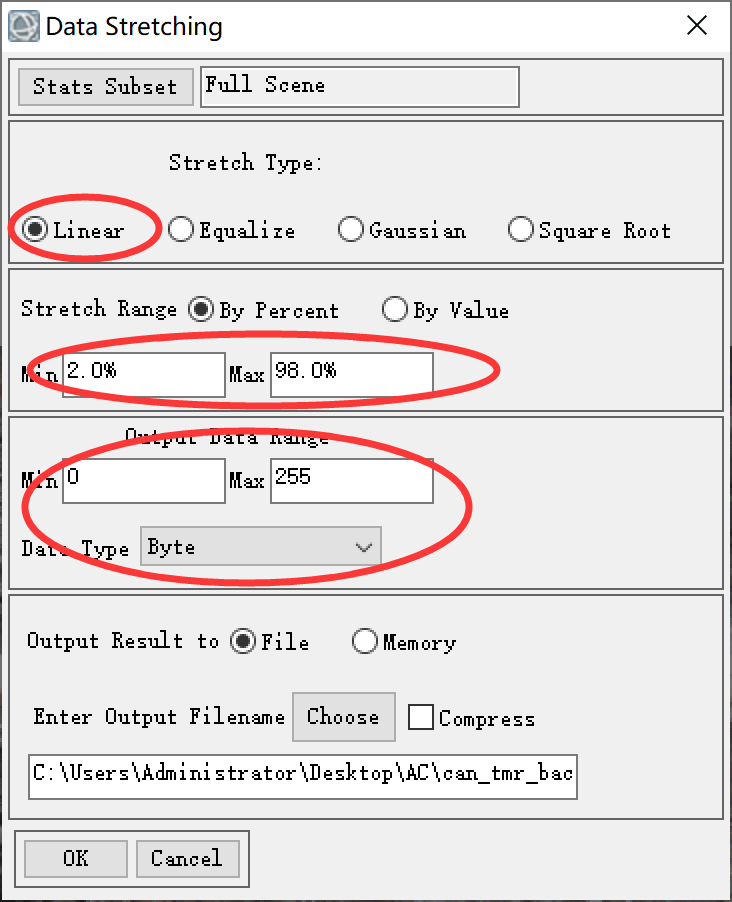 Data Stretching
Stats Subset Full Scene
Stretch Type:
Linear Equalize Gaussian Square Root
Stretch Range By Percent By Value
Min 2.0% Max 98.0%
Output Data Range
Min 0 Max 255
Data Type Byte
Output Result to File Memory
Enter Output Filename Choose Compress
C:\Users\Administrator\Desktop\AC\can_tmr_bac
OK Cancel